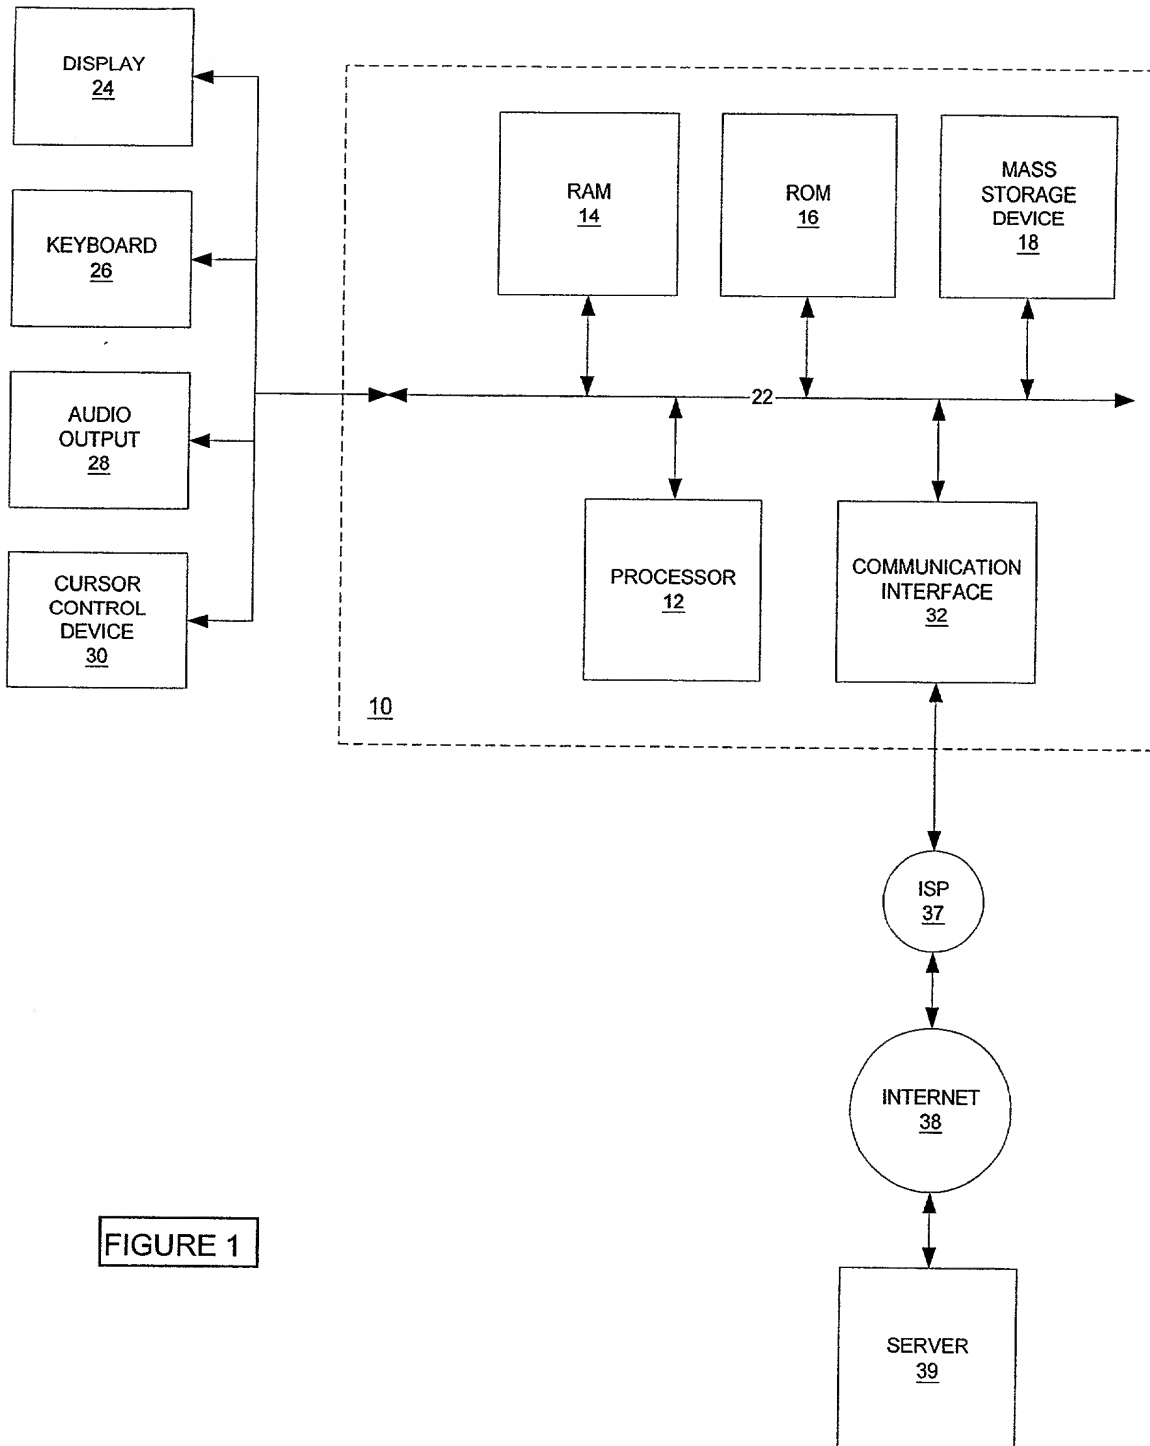 DISPLAY
24
KEYBOARD
26
AUDIO
OUTPUT
28
CURSOR
CONTROL
DEVICE
30
RAM
14
ROM
16
MASS
STORAGE
DEVICE
18
22
PROCESSOR
12
COMMUNICATION
INTERFACE
32
10
ISP
37
INTERNET
38
SERVER
39
FIGURE 1